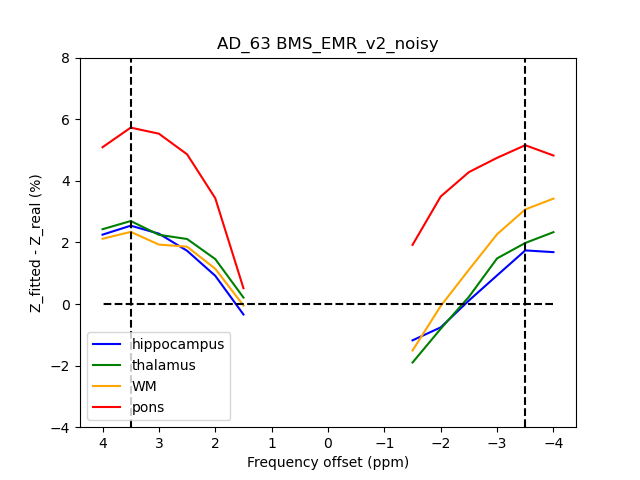 AD_63 BMS_EMR_v2_noisy
Z_fitted - Z_real (%)
8
6
4
2
0
−2
−4
hippocampus
thalamus
WM
pons
4 3 2 1 0 −1 −2 −3 −4
Frequency offset (ppm)